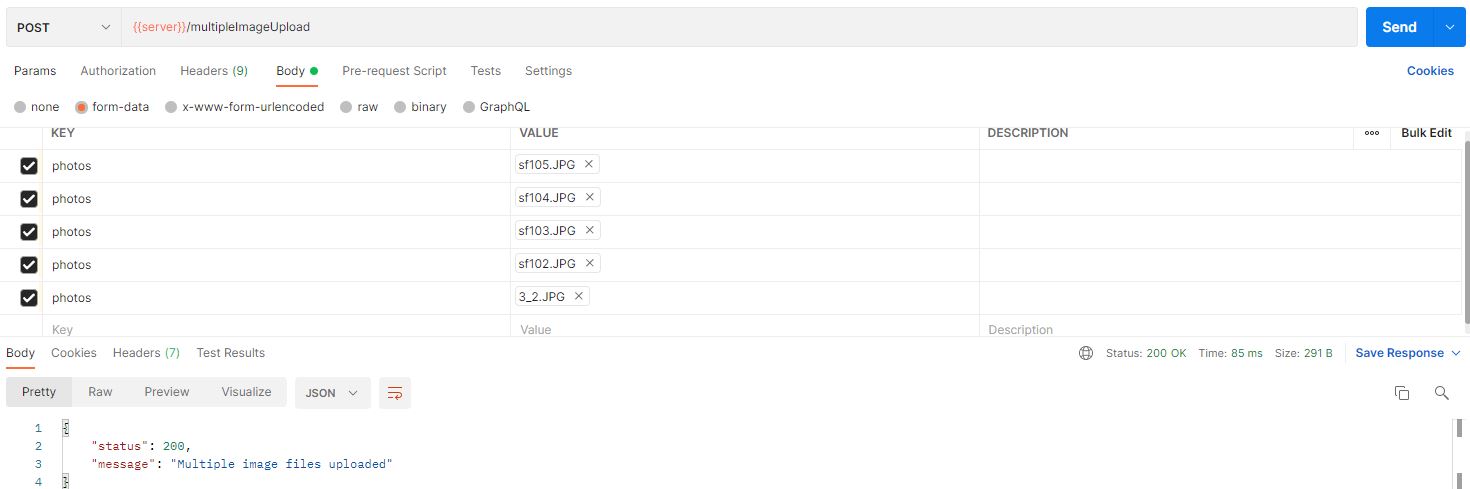 POST {{server}}/multipleImageUpload Send
Params Authorization Headers (9) Body Pre-request Script Tests Settings Cookies
none form-data x-www-form-urlencoded raw binary GraphQL
KEY VALUE DESCRIPTION ooo Bulk Edit
photos sf105.JPG ×
photos sf104.JPG ×
photos sf103.JPG ×
photos sf102.JPG ×
photos 3_2.JPG ×
Key Value Description
Body Cookies Headers (7) Test Results Status: 200 OK Time: 85 ms Size: 291 B Save Response
Pretty Raw Preview Visualize JSON
1 {
2 "status": 200,
3 "message": "Multiple image files uploaded"
4 }